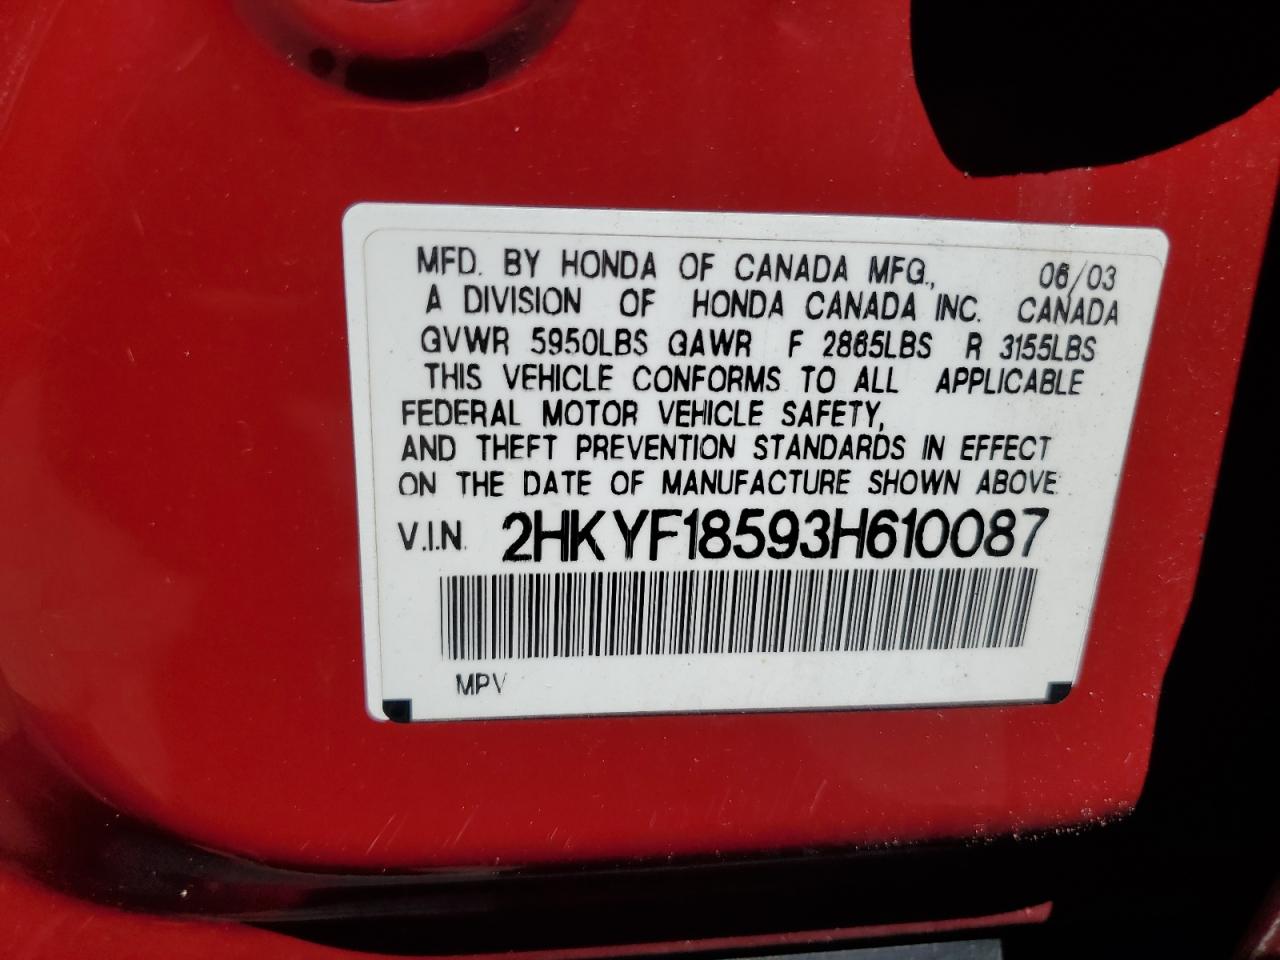 MFD. BY HONDA OF CANADA MFG., 06/03
A DIVISION OF HONDA CANADA INC. CANADA
GVWR 5950LBS GAWR F 2865LBS R 3155LBS
THIS VEHICLE CONFORMS TO ALL APPLICABLE
FEDERAL MOTOR VEHICLE SAFETY,
AND THEFT PREVENTION STANDARDS IN EFFECT
ON THE DATE OF MANUFACTURE SHOWN ABOVE.
V.I.N. 2HKYF18593H610087
MPV